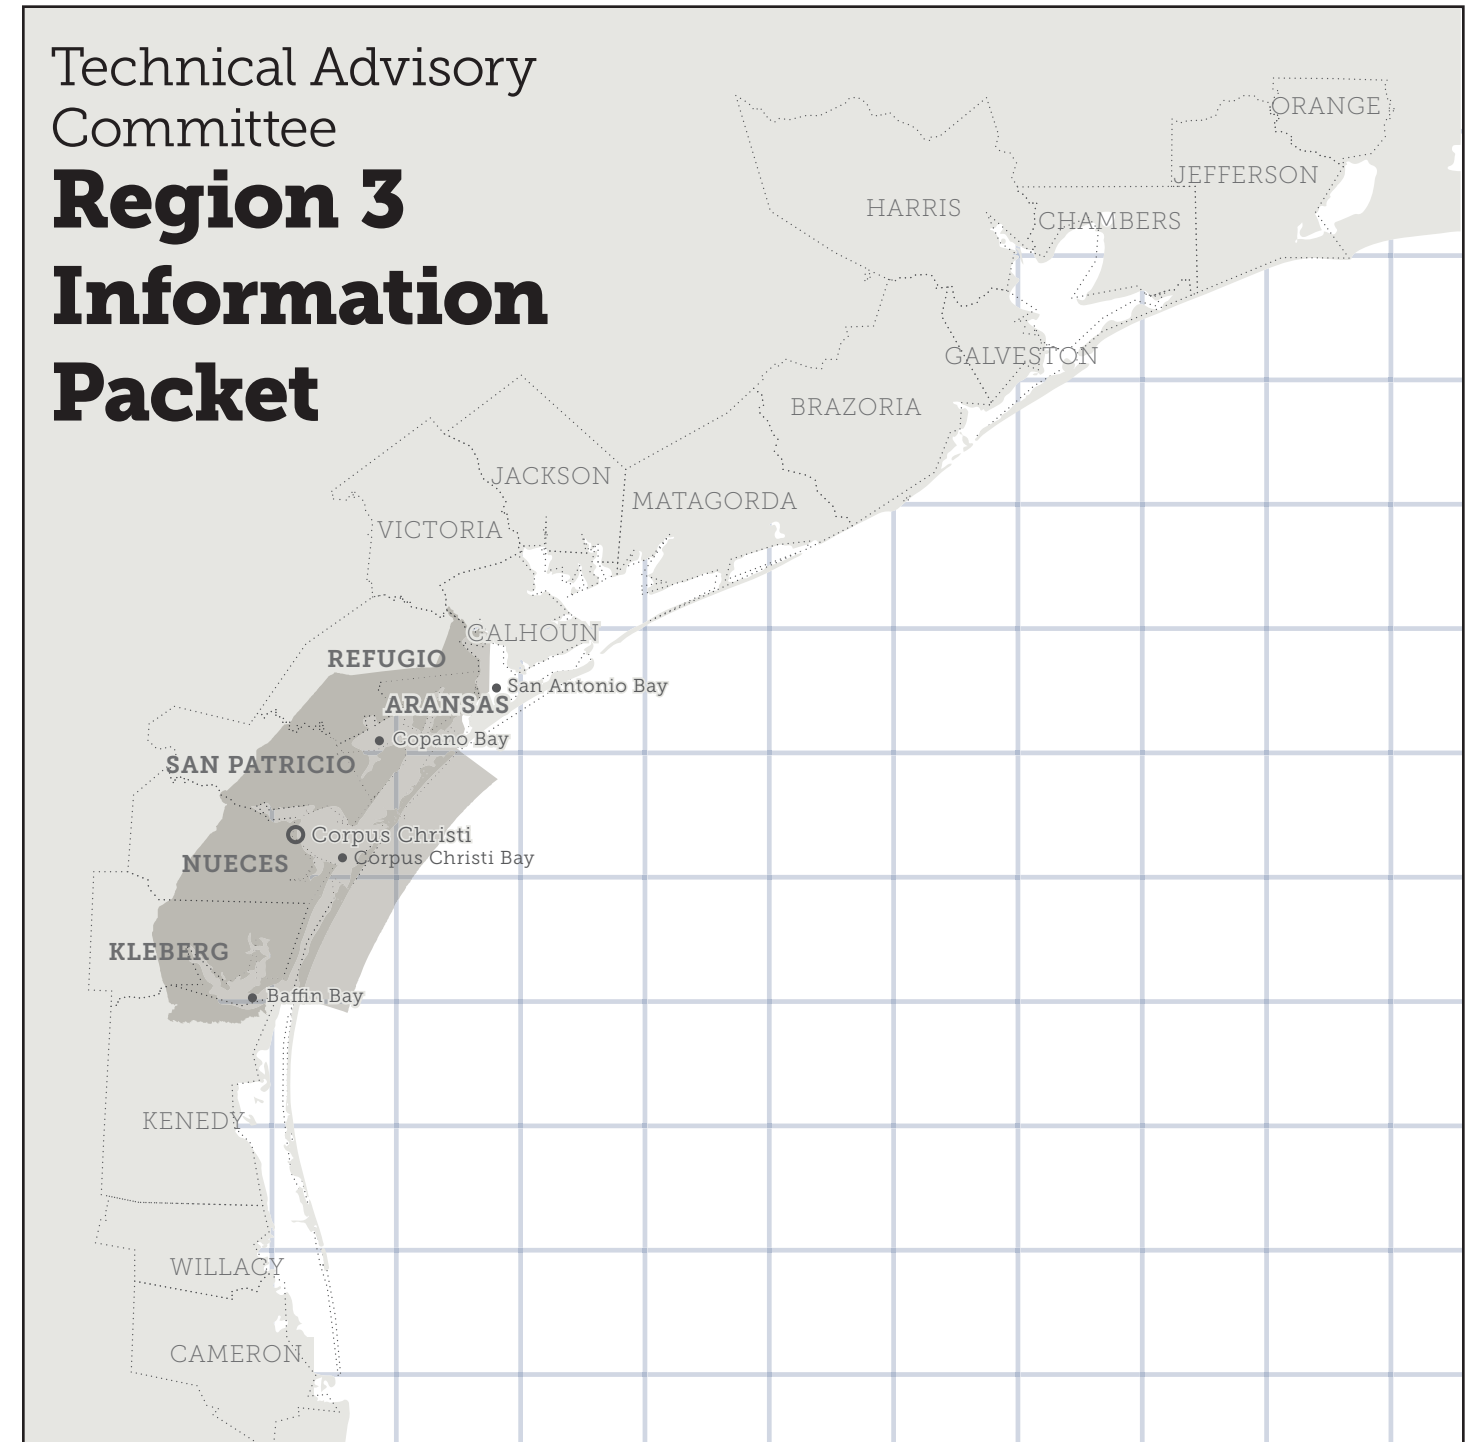 Technical Advisory
Committee
Region 3
Information
Packet
ORANGE
JEFFERSON
HARRIS
CHAMBERS
GALVESTON
BRAZORIA
JACKSON
MATAGORDA
VICTORIA
CALHOUN
REFUGIO
San Antonio Bay
ARANSAS
Copano Bay
SAN PATRICIO
Corpus Christi
Corpus Christi Bay
NUECES
KLEBERG
Baffin Bay
KENEDY
WILLACY
CAMERON